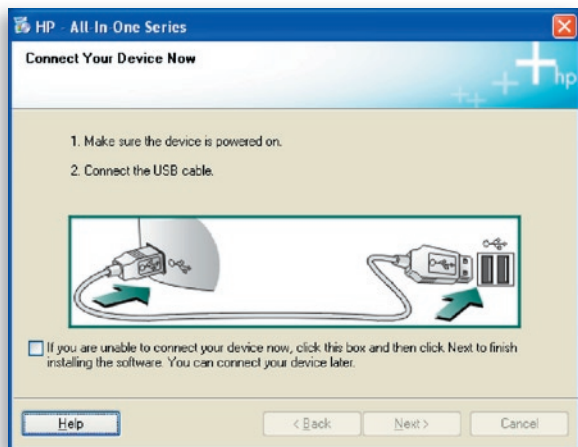 HP - All-In-One Series
Connect Your Device Now
hp
1. Make sure the device is powered on.
2. Connect the USB cable.
If you are unable to connect your device now, click this box and then click Next to finish
installing the software. You can connect your device later.
Help
< Back
Next >
Cancel